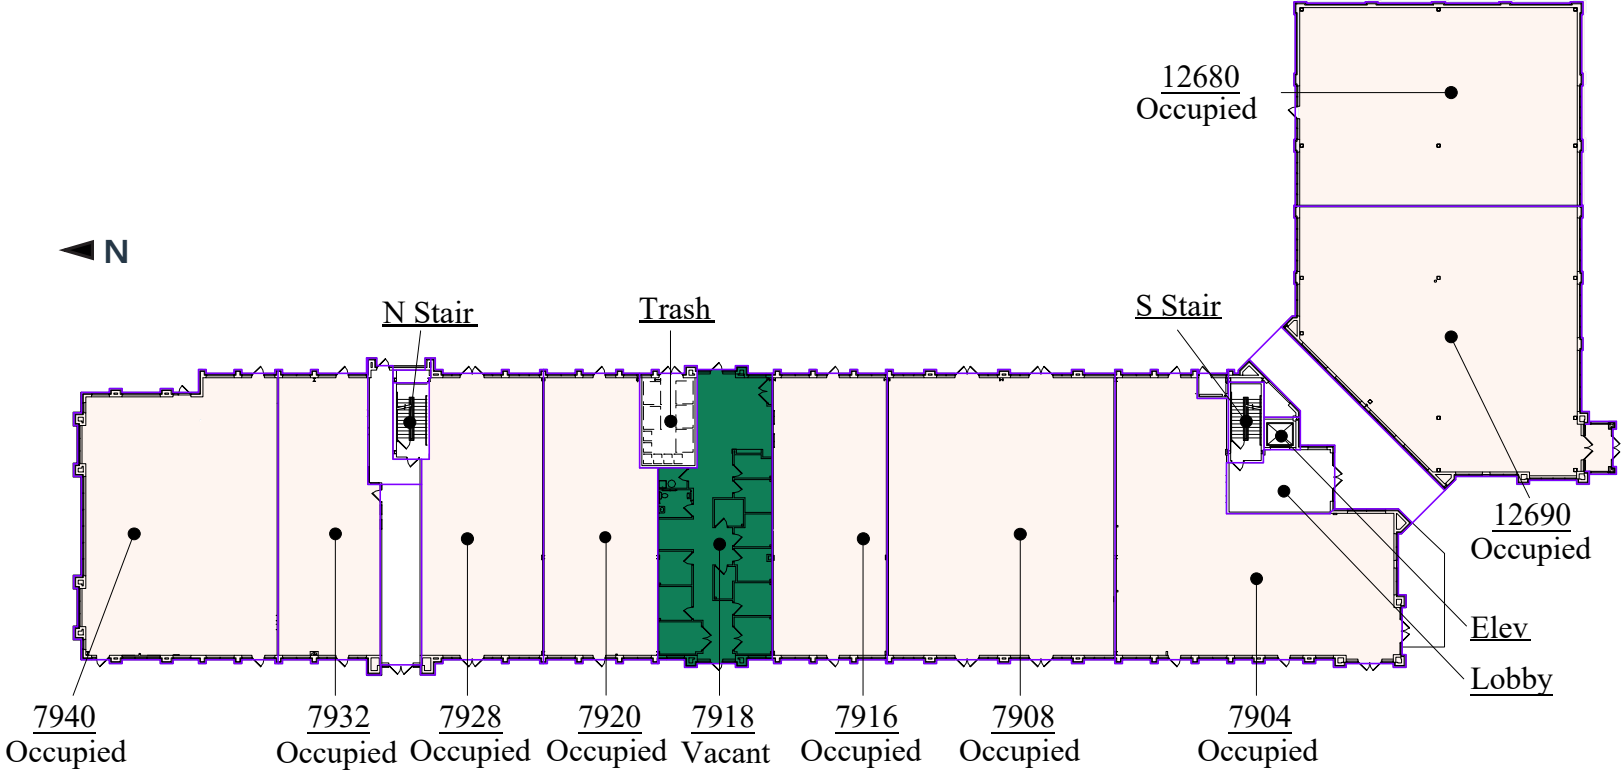 12680
Occupied
N
N Stair
Trash
S Stair
12690
Occupied
Elev
Lobby
7940
Occupied
7932
Occupied
7928
Occupied
7920
Occupied
7918
Vacant
7916
Occupied
7908
Occupied
7904
Occupied